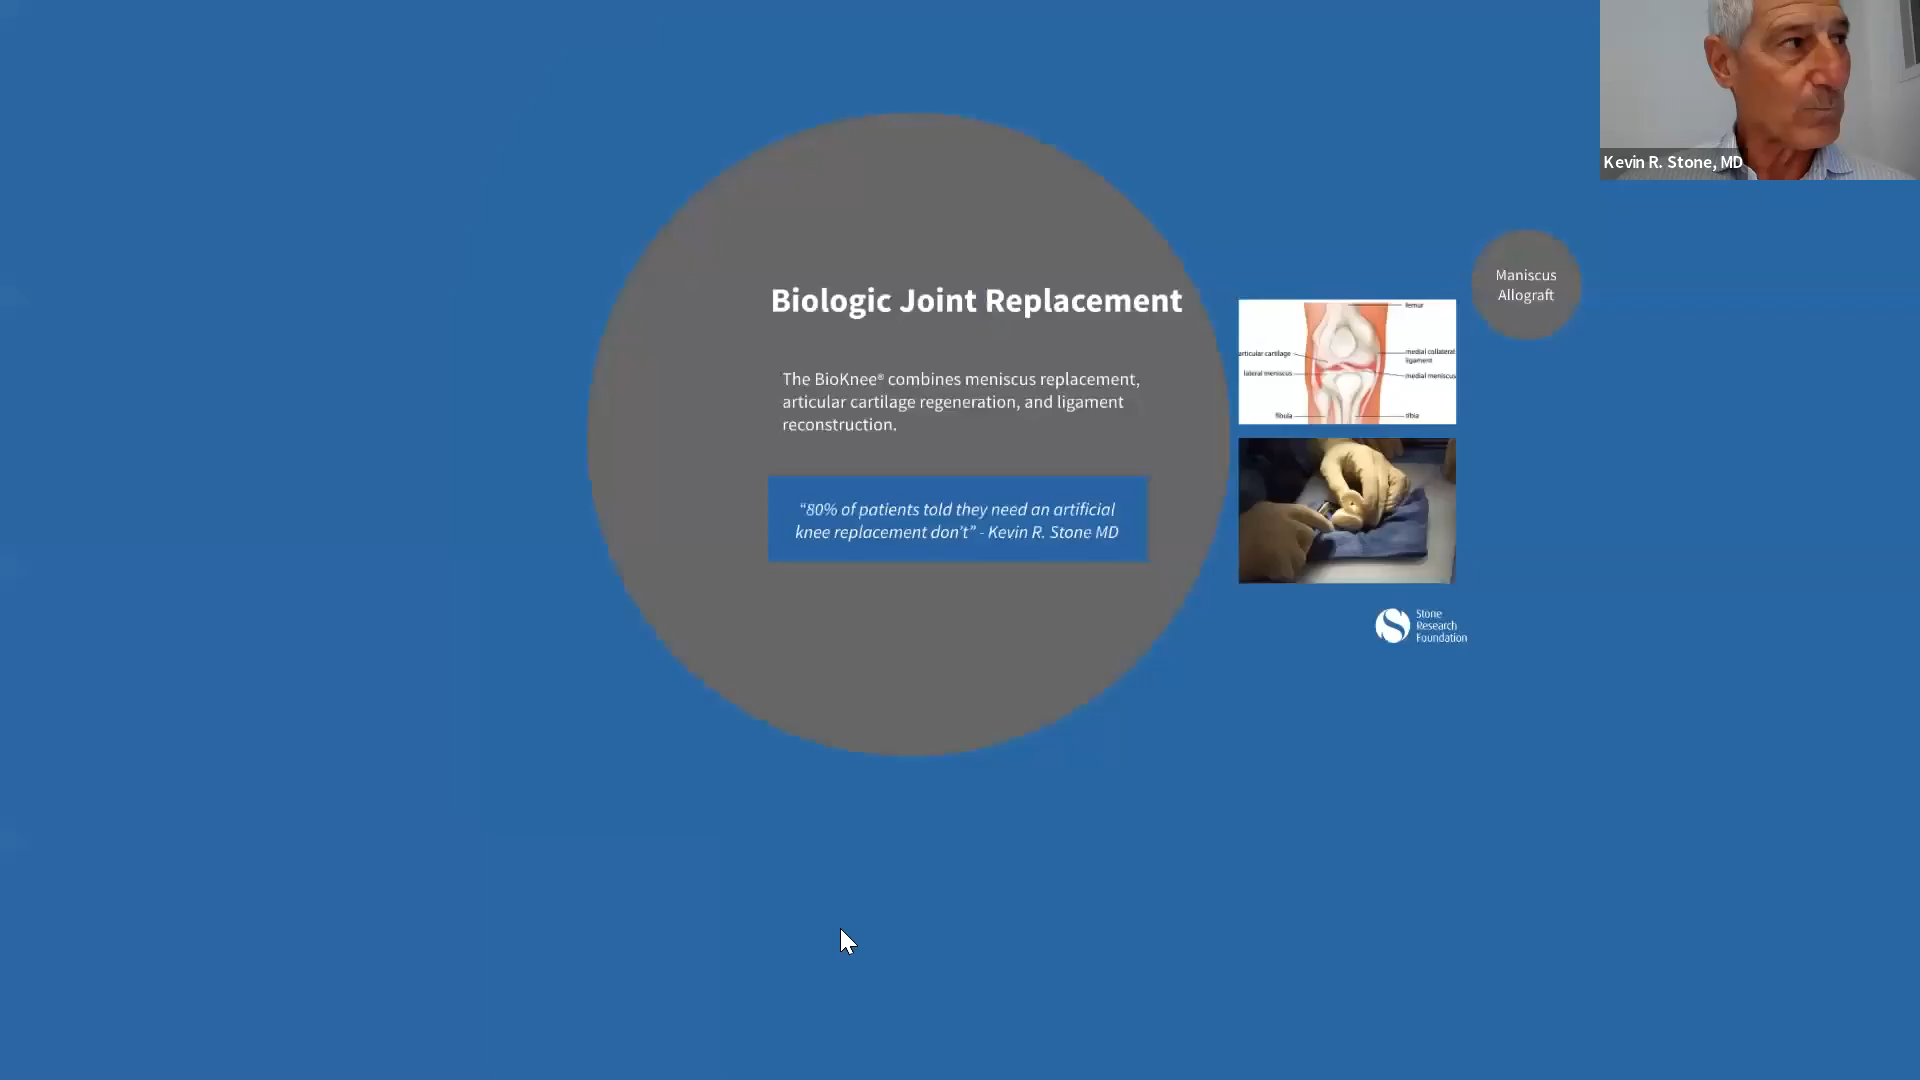 Kevin R. Stone, MD
Biologic Joint Replacement
The BioKnee® combines meniscus replacement,
articular cartilage regeneration, and ligament
reconstruction.
“80% of patients told they need an artificial
knee replacement don’t” - Kevin R. Stone MD
femur
articular cartilage
medial collateral
ligament
lateral meniscus
medial meniscus
fibula
tibia
Maniscus
Allograft
Stone
Research
Foundation